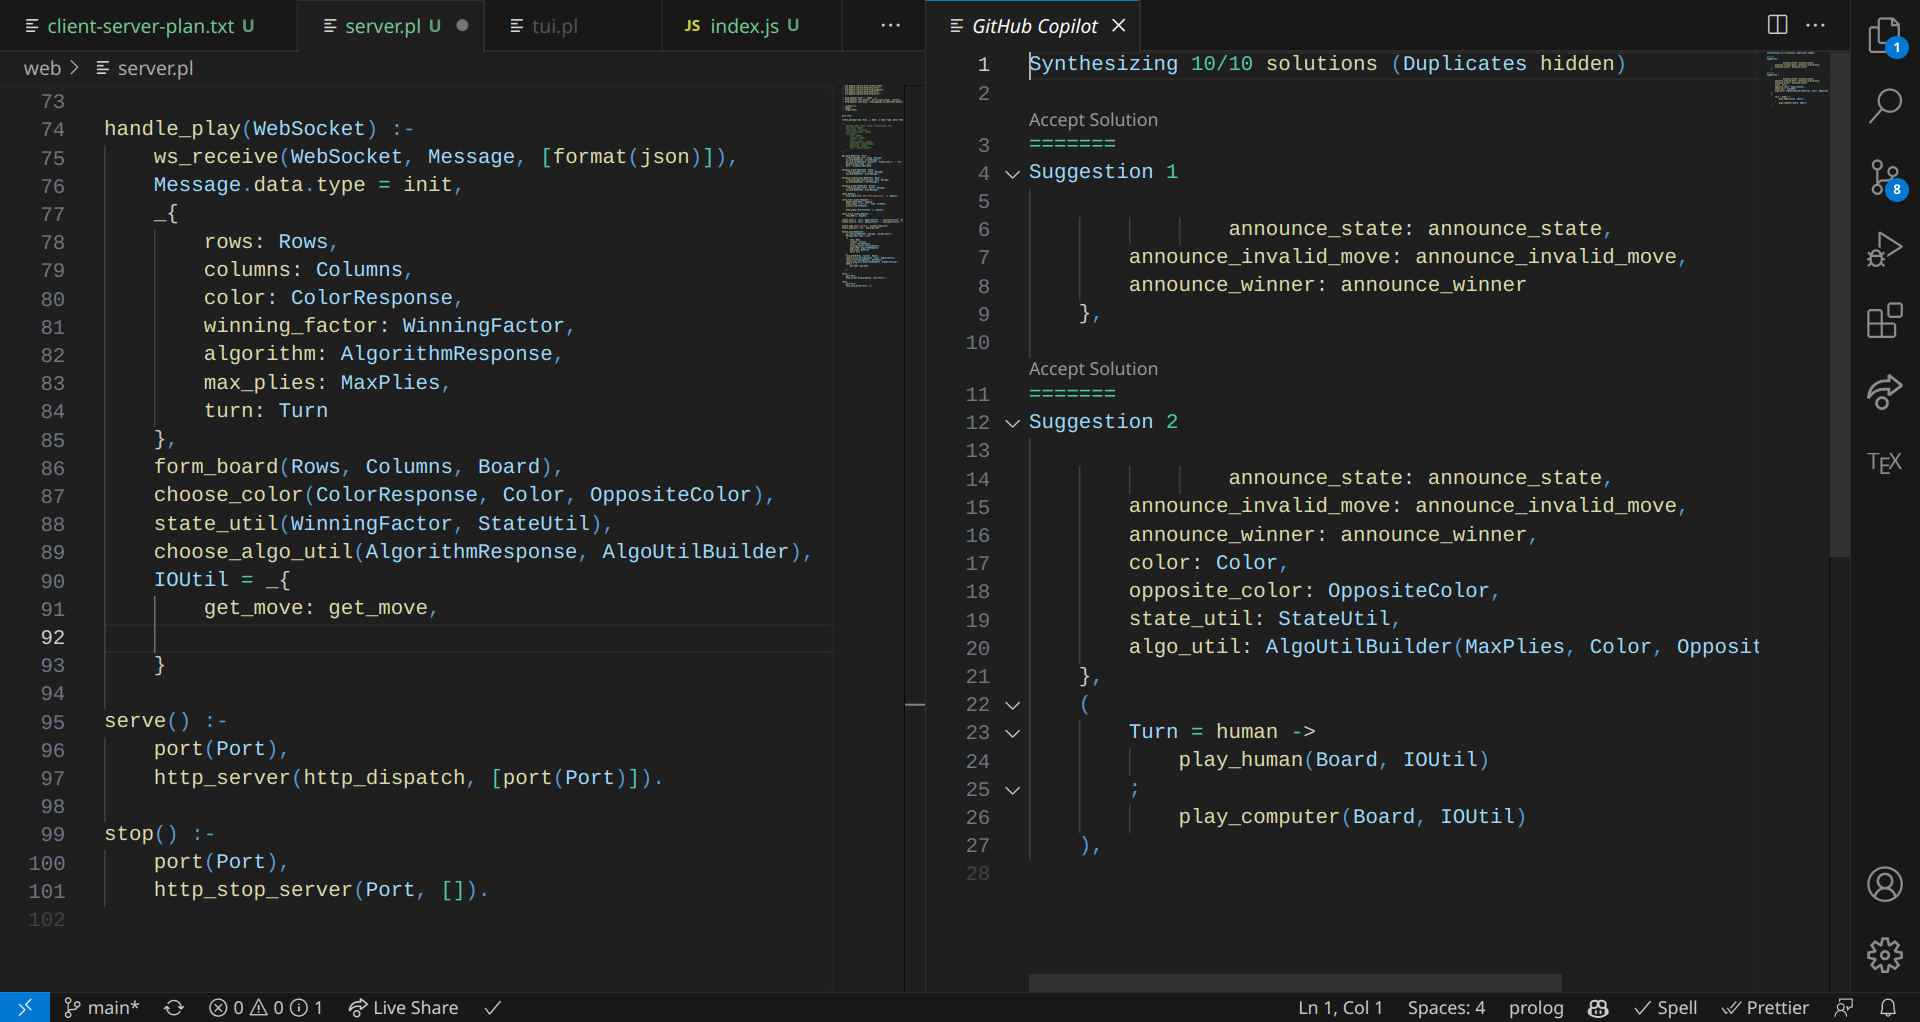 client-server-plan.txt U
server.pl U
tui.pl
JS index.js U
web > server.pl
73
74 handle_play(WebSocket) :-
75 ws_receive(WebSocket, Message, [format(json)]),
76 Message.data.type = init,
77 _{
78 rows: Rows,
79 columns: Columns,
80 color: ColorResponse,
81 winning_factor: WinningFactor,
82 algorithm: AlgorithmResponse,
83 max_plies: MaxPlies,
84 turn: Turn
85 },
86 form_board(Rows, Columns, Board),
87 choose_color(ColorResponse, Color, OppositeColor),
88 state_util(WinningFactor, StateUtil),
89 choose_algo_util(AlgorithmResponse, AlgoUtilBuilder),
90 IOUtil = _{
91 get_move: get_move,
92
93 }
94
95 serve() :-
96 port(Port),
97 http_server(http_dispatch, [port(Port)]).
98
99 stop() :-
100 port(Port),
101 http_stop_server(Port, []).
102
GitHub Copilot
1 Synthesizing 10/10 solutions (Duplicates hidden)
2
Accept Solution
3 =======
4 Suggestion 1
5
6 announce_state: announce_state,
7 announce_invalid_move: announce_invalid_move,
8 announce_winner: announce_winner
9 },
10
Accept Solution
11 =======
12 Suggestion 2
13
14 announce_state: announce_state,
15 announce_invalid_move: announce_invalid_move,
16 announce_winner: announce_winner,
17 color: Color,
18 opposite_color: OppositeColor,
19 state_util: StateUtil,
20 algo_util: AlgoUtilBuilder(MaxPlies, Color, Opposit
21 },
22 (
23 Turn = human ->
24 play_human(Board, IOUtil)
25 ;
26 play_computer(Board, IOUtil)
27 ),
28
1
8
TEX
main* 0 0 1 Live Share
Ln 1, Col 1 Spaces: 4 prolog Spell Prettier